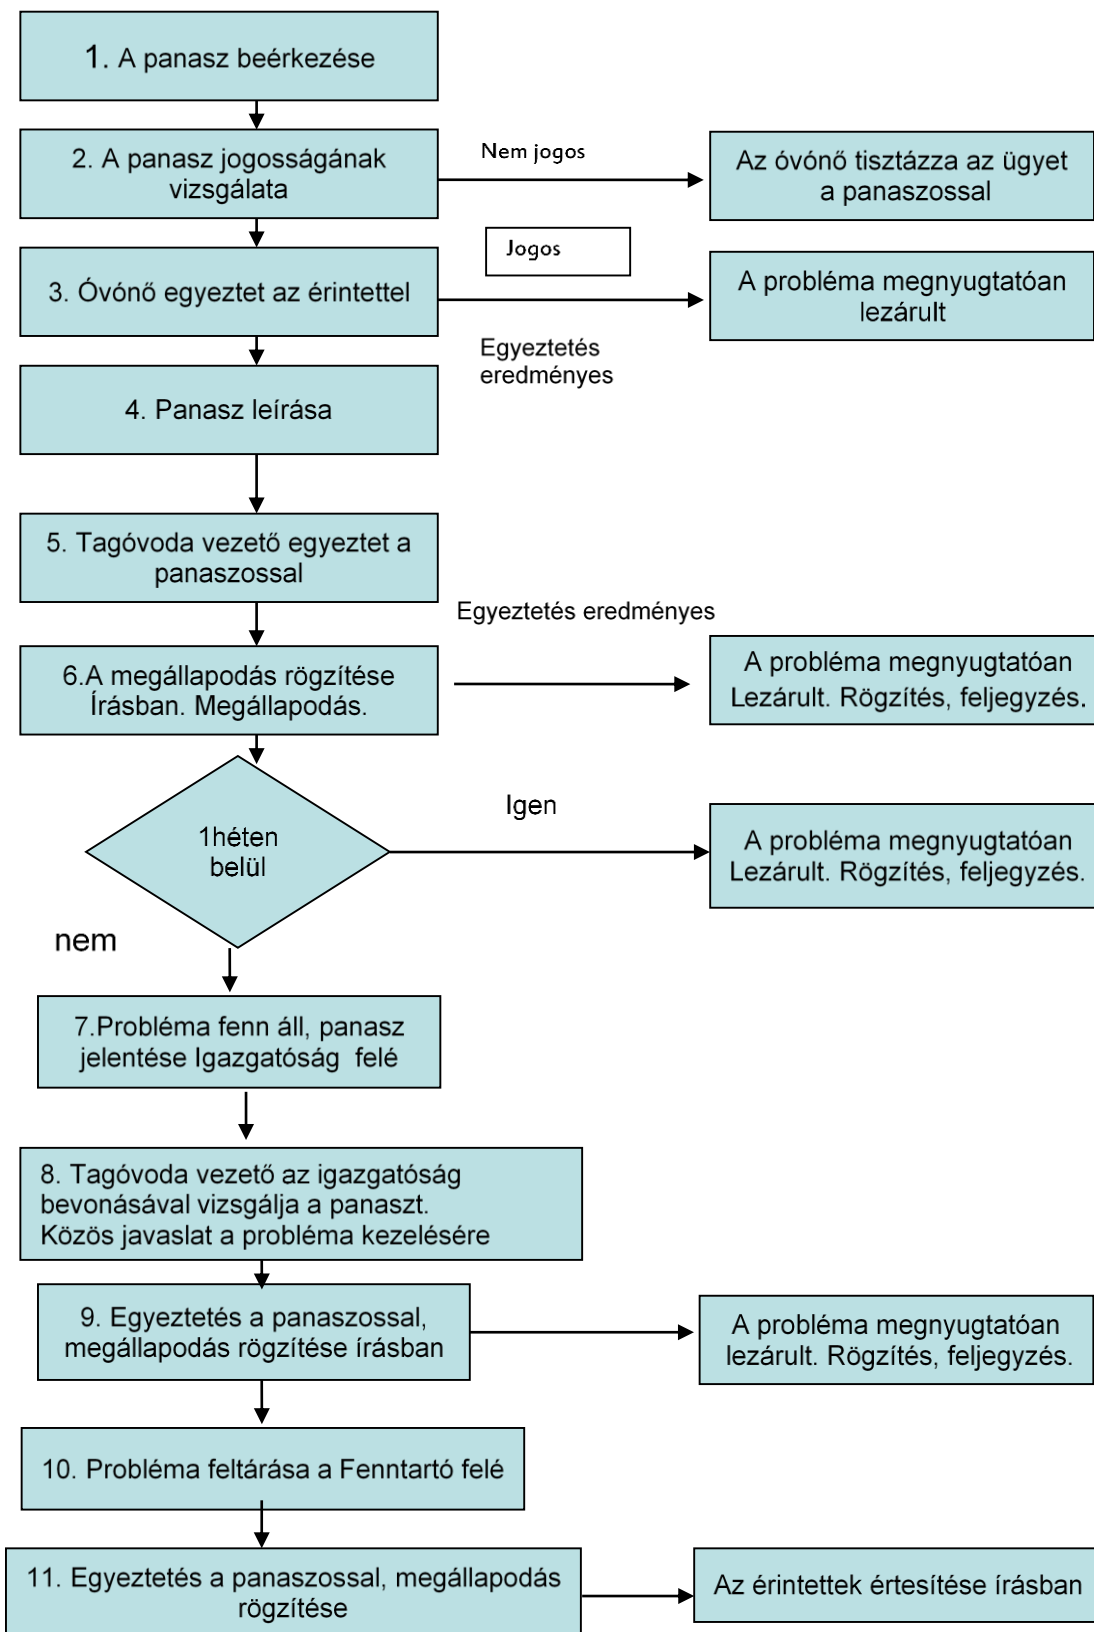 1. A panasz beérkezése
2. A panasz jogosságának
vizsgálata
Nem jogos
Az óvónő tisztázza az ügyet
a panaszossal
3. Óvónő egyeztet az érintettel
Jogos
A probléma megnyugtatóan
lezárult
Egyeztetés
eredményes
4. Panasz leírása
5. Tagóvoda vezető egyeztet a
panaszossal
Egyeztetés eredményes
6.A megállapodás rögzítése
Írásban. Megállapodás.
A probléma megnyugtatóan
Lezárult. Rögzítés, feljegyzés.
1héten
belül
Igen
A probléma megnyugtatóan
Lezárult. Rögzítés, feljegyzés.
nem
7.Probléma fenn áll, panasz
jelentése Igazgatóság felé
8. Tagóvoda vezető az igazgatóság
bevonásával vizsgálja a panaszt.
Közös javaslat a probléma kezelésére
9. Egyeztetés a panaszossal,
megállapodás rögzítése írásban
A probléma megnyugtatóan
lezárult. Rögzítés, feljegyzés.
10. Probléma feltárása a Fenntartó felé
11. Egyeztetés a panaszossal, megállapodás
rögzítése
Az érintettek értesítése írásban